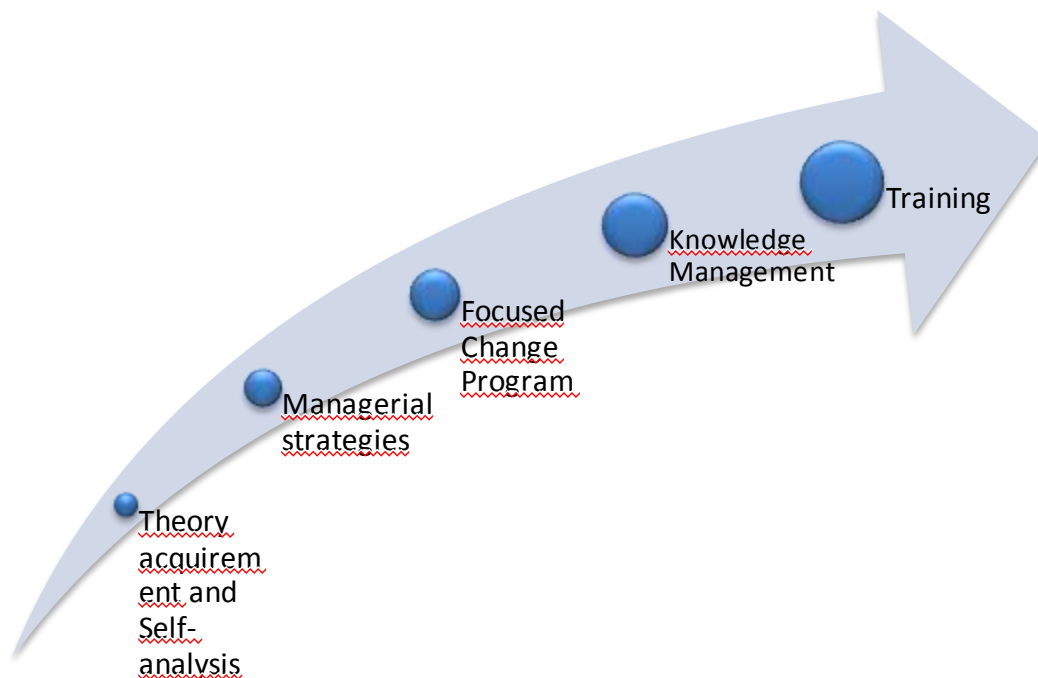 Theory
acquirem
ent and
Self-
analysis
Managerial
strategies
Focused
Change
Program
Knowledge
Management
Training